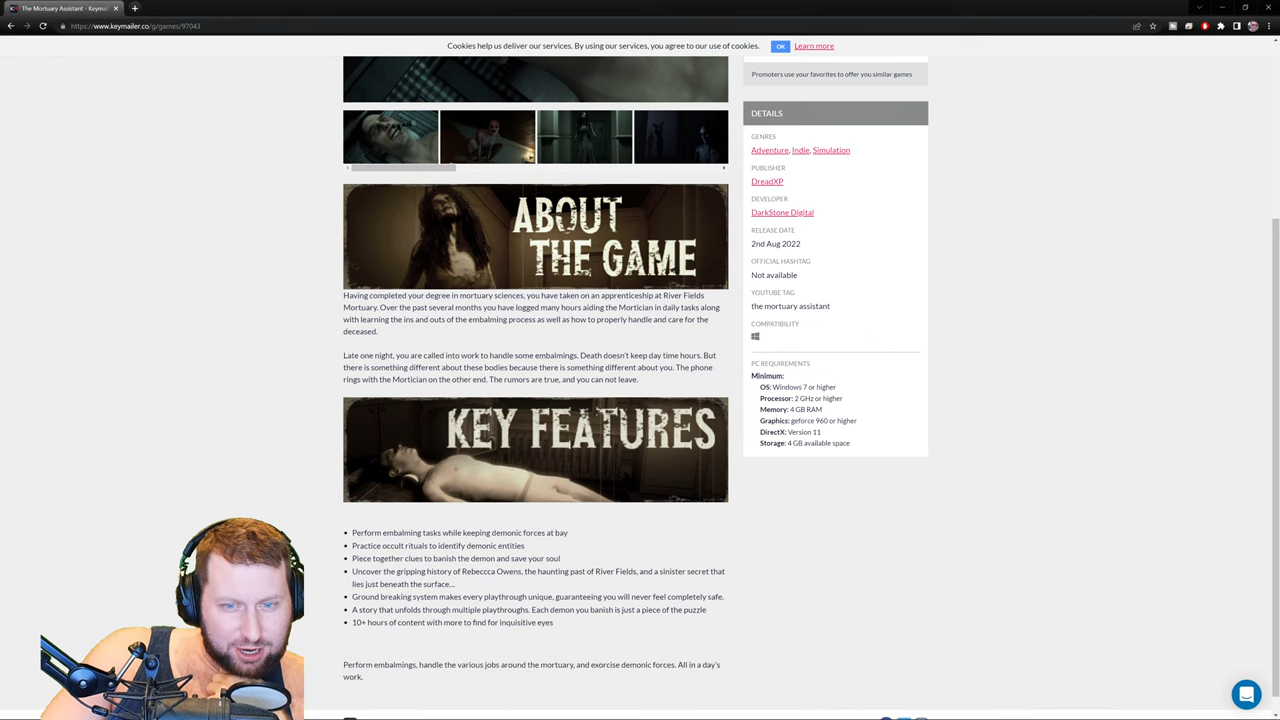 The Mortuary Assistant - Keymail
https://www.keymailer.co/g/games/97043
Cookies help us deliver our services. By using our services, you agree to our use of cookies. OK Learn more
Promoters use your favorites to offer you similar games
DETAILS
GENRES
Adventure, Indie, Simulation
PUBLISHER
DreadXP
DEVELOPER
DarkStone Digital
RELEASE DATE
2nd Aug 2022
OFFICIAL HASHTAG
Not available
YOUTUBE TAG
the mortuary assistant
COMPATIBILITY
PC REQUIREMENTS
Minimum:
OS: Windows 7 or higher
Processor: 2 GHz or higher
Memory: 4 GB RAM
Graphics: geforce 960 or higher
DirectX: Version 11
Storage: 4 GB available space
ABOUT
THE GAME
Having completed your degree in mortuary sciences, you have taken on an apprenticeship at River Fields
Mortuary. Over the past several months you have logged many hours aiding the Mortician in daily tasks along
with learning the ins and outs of the embalming process as well as how to properly handle and care for the
deceased.
Late one night, you are called into work to handle some embalmings. Death doesn't keep day time hours. But
there is something different about these bodies because there is something different about you. The phone
rings with the Mortician on the other end. The rumors are true, and you can not leave.
KEY FEATURES
• Perform embalming tasks while keeping demonic forces at bay
• Practice occult rituals to identify demonic entities
• Piece together clues to banish the demon and save your soul
• Uncover the gripping history of Rebeccca Owens, the haunting past of River Fields, and a sinister secret that
lies just beneath the surface...
• Ground breaking system makes every playthrough unique, guaranteeing you will never feel completely safe.
• A story that unfolds through multiple playthroughs. Each demon you banish is just a piece of the puzzle
• 10+ hours of content with more to find for inquisitive eyes
Perform embalmings, handle the various jobs around the mortuary, and exorcise demonic forces. All in a day's
work.